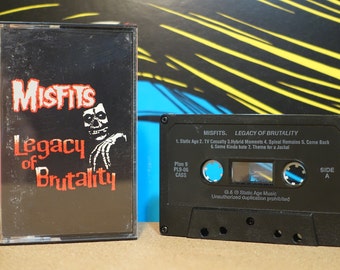 MISFITS
Legacy
of
Brutality
MISFITS. LEGACY OF BRUTALITY
1. Static Age 2. TV Casualty 3. Hybrid Moments 4. Spinal Remains 5. Come Back
6. Some Kinda hate 7. Theme for a Jackal
Plan 9
PL9-06
CASS
SIDE
A
Static Age Music
Unauthorized duplication prohibited